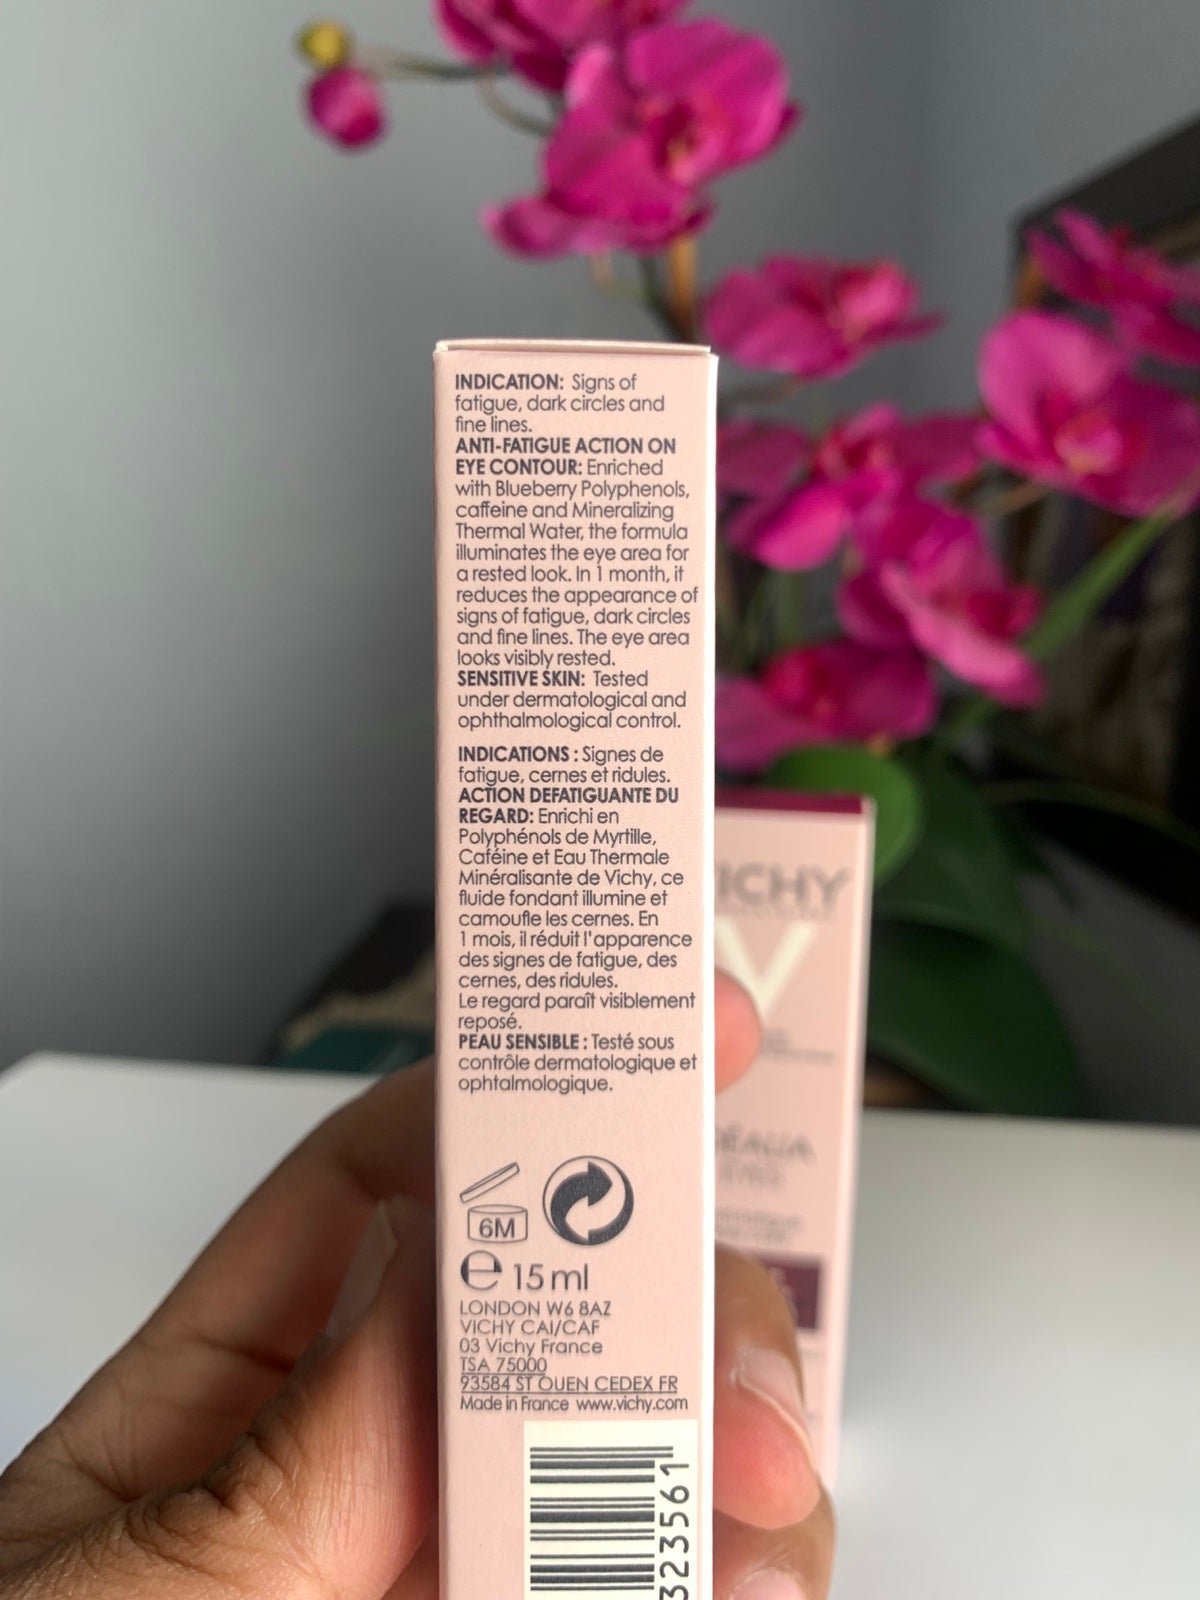 INDICATION: Signs of
fatigue, dark circles and
fine lines.
ANTI-FATIGUE ACTION ON
EYE CONTOUR: Enriched
with Blueberry Polyphenols,
caffeine and Mineralizing
Thermal Water, the formula
illuminates the eye area for
a rested look. In 1 month, it
reduces the appearance of
signs of fatigue, dark circles
and fine lines. The eye area
looks visibly rested.
SENSITIVE SKIN: Tested
under dermatological and
ophthalmological control.
INDICATIONS : Signes de
fatigue, cernes et ridules.
ACTION DEFATIGUANTE DU
REGARD: Enrichi en
Polyphénols de Myrtille,
Caféine et Eau Thermale
Minéralisante de Vichy, ce
fluide fondant illumine et
camoufle les cernes. En
1 mois, il réduit l'apparence
des signes de fatigue, des
cernes, des ridules.
Le regard paraît visiblement
reposé.
PEAU SENSIBLE : Testé sous
contrôle dermatologique et
ophtalmologique.
6M
e 15 ml
LONDON W6 8AZ
VICHY CAI/CAF
03 Vichy France
TSA 75000
93584 ST OUEN CEDEX FR
Made in France www.vichy.com
323561
ICHY
V
ÉALIA
EYES